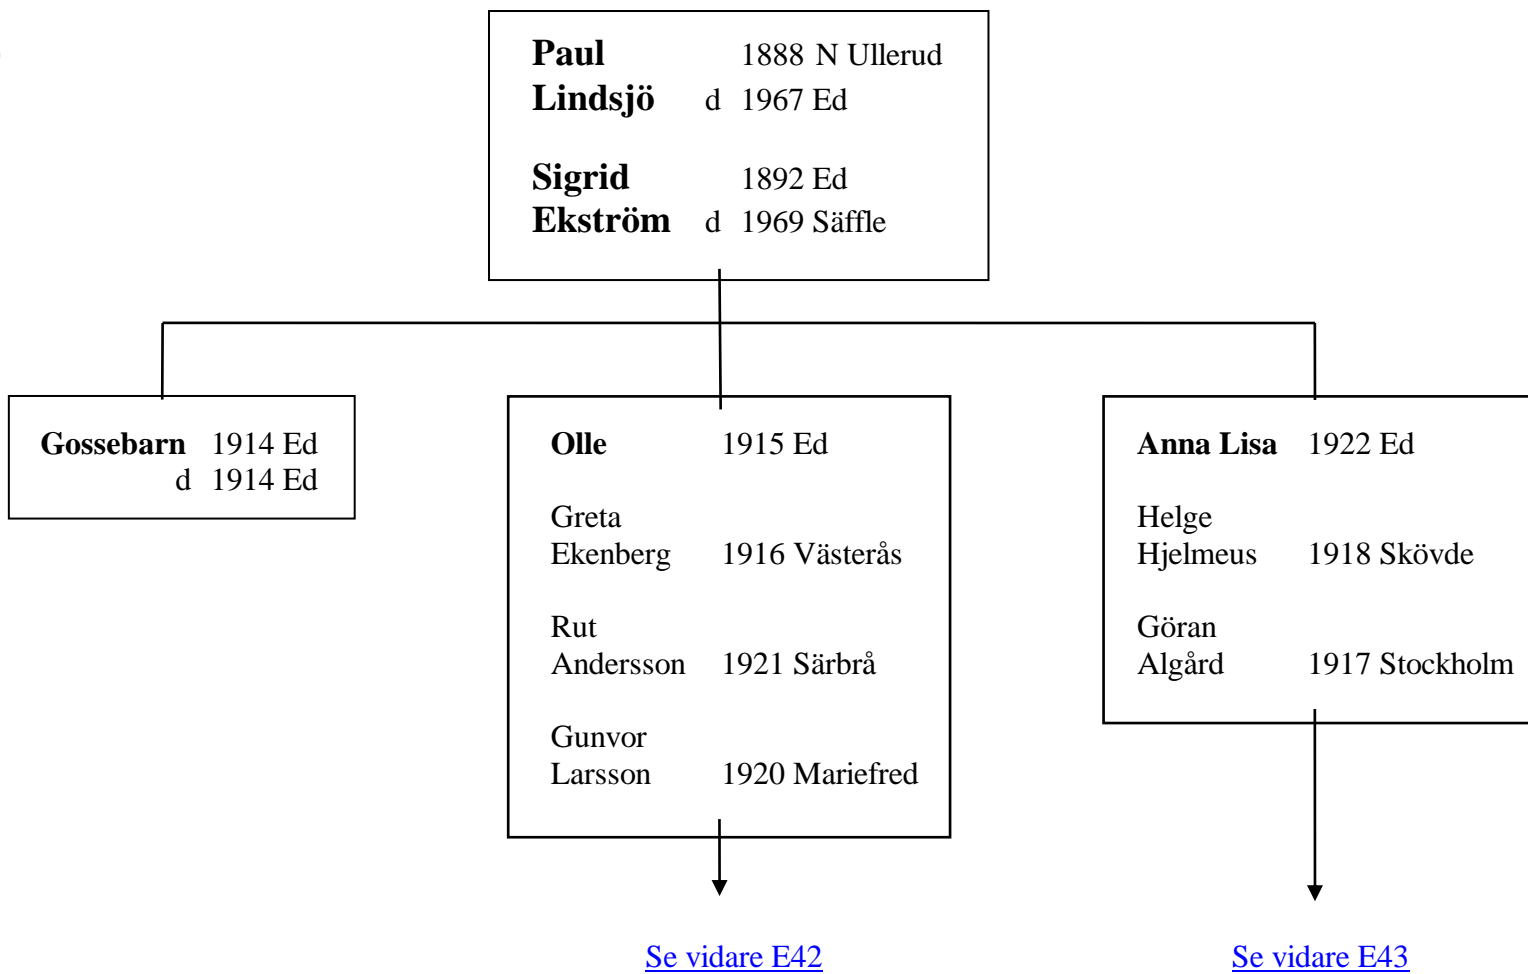 Paul 1888 N Ullerud
Lindsjö d 1967 Ed
Sigrid 1892 Ed
Ekström d 1969 Säffle
Gossebarn 1914 Ed
d 1914 Ed
Olle 1915 Ed
Greta
Ekenberg 1916 Västerås
Rut
Andersson 1921 Särbrå
Gunvor
Larsson 1920 Mariefred
Anna Lisa 1922 Ed
Helge
Hjelmeus 1918 Skövde
Göran
Algård 1917 Stockholm
Se vidare E42
Se vidare E43